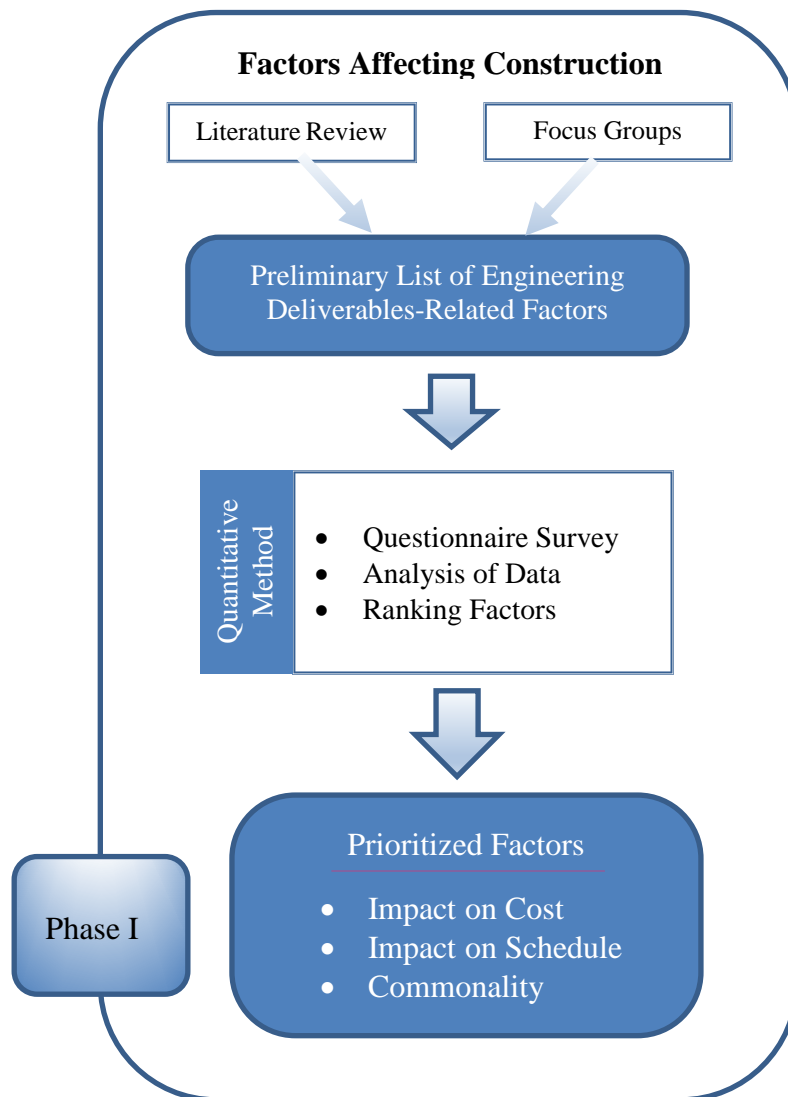 Factors Affecting Construction
Literature Review
Focus Groups
Preliminary List of Engineering
Deliverables-Related Factors
Quantitative
Method
• Questionnaire Survey
• Analysis of Data
• Ranking Factors
Prioritized Factors
• Impact on Cost
• Impact on Schedule
• Commonality
Phase I